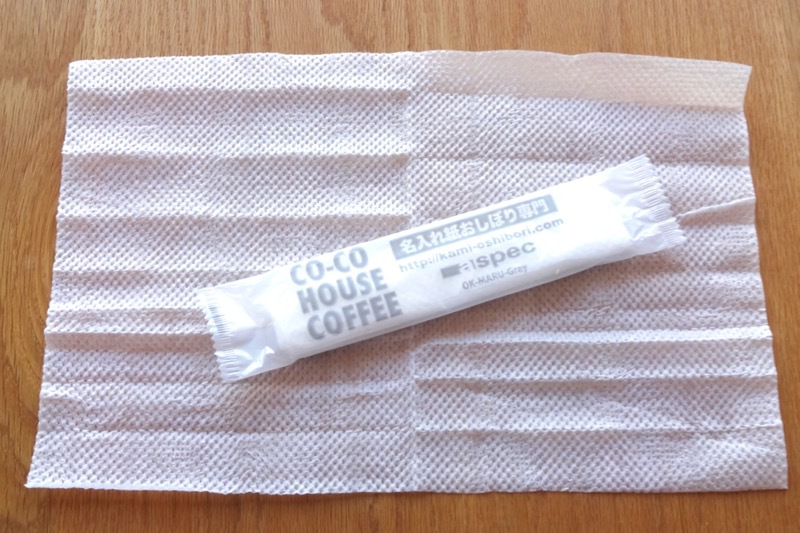 CO-CO
HOUSE
COFFEE
名入れ紙おしぼり専門
http://kami-oshibori.com
spec
OK-MARU-Gray